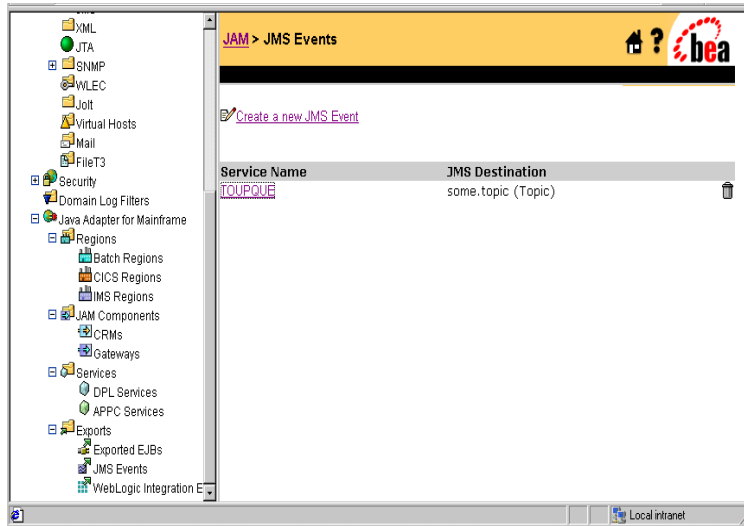 XML
JTA
SNMP
WLEC
Jolt
Virtual Hosts
Mail
FileT3
Security
Domain Log Filters
Java Adapter for Mainframe
Regions
Batch Regions
CICS Regions
IMS Regions
JAM Components
CRMs
Gateways
Services
DPL Services
APPC Services
Exports
Exported EJBs
JMS Events
WebLogic Integration E
JAM > JMS Events
?
bea
Create a new JMS Event
Service Name JMS Destination
TOUPQUE some.topic (Topic)
Local intranet